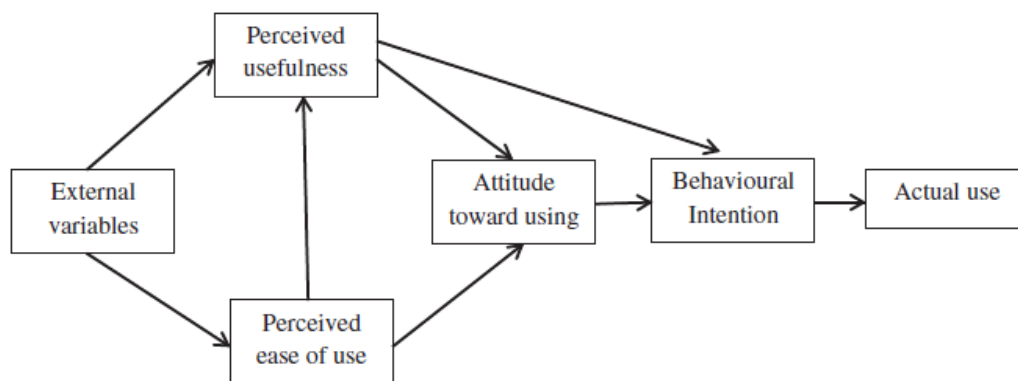 Perceived
usefulness
External
variables
Attitude
toward using
Behavioural
Intention
Actual use
Perceived
ease of use